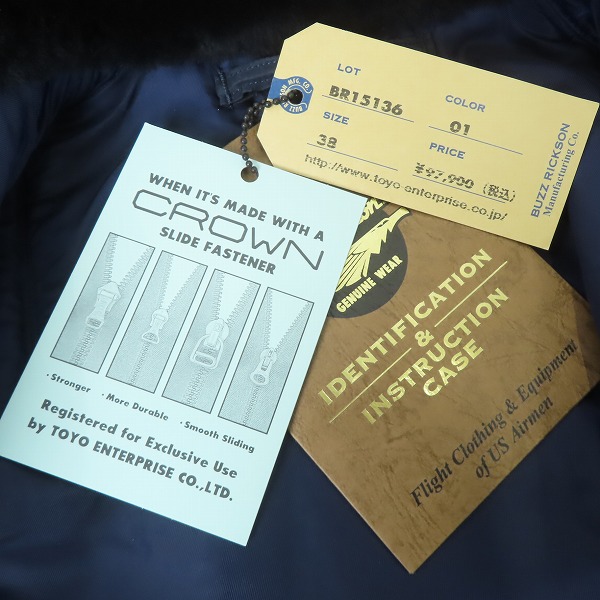 LOT
BR15136
COLOR
01
SIZE
38
PRICE
¥97,900 (税込)
http://www.toyo-enterprise.co.jp/
BUZZ RICKSON
Manufacturing Co.
WHEN IT'S MADE WITH A
CROWN
SLIDE FASTENER
· Stronger · More Durable · Smooth Sliding
Registered for Exclusive Use
by TOYO ENTERPRISE CO.,LTD.
GENUINE WEAR
IDENTIFICATION
&
INSTRUCTION
CASE
Flight Clothing & Equipment
of US Airmen